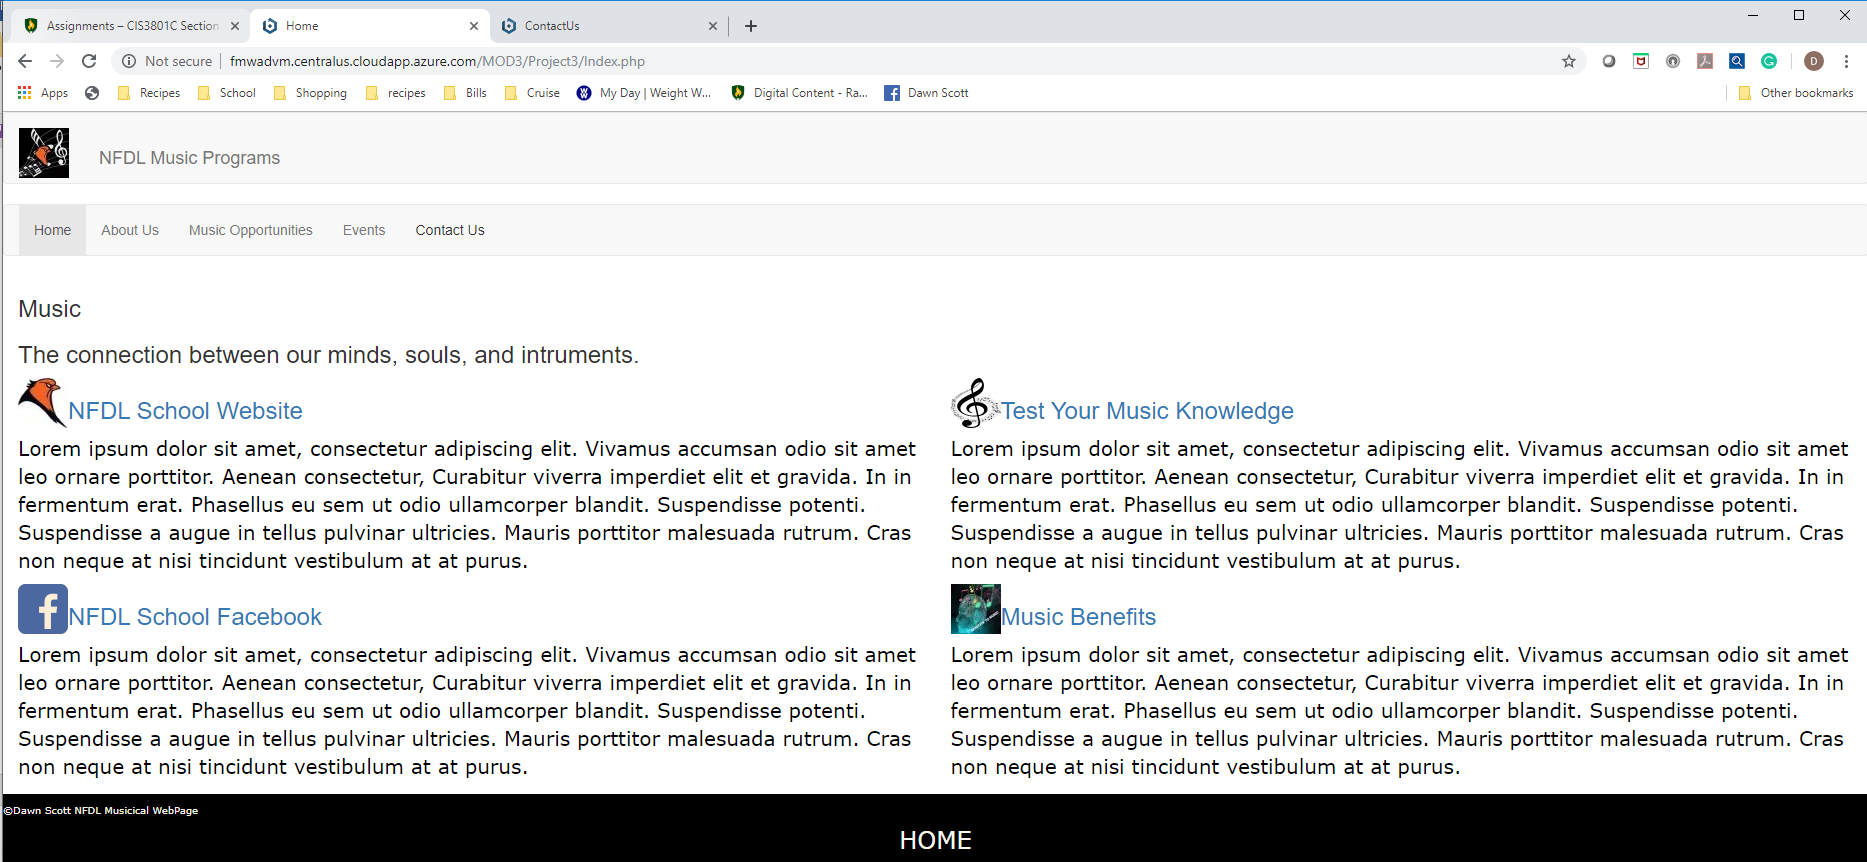 Assignments – CIS3801C Section
Home
ContactUs
Not secure
fmwadvm.centralus.cloudapp.azure.com/MOD3/Project3/Index.php
D
Apps
Recipes
School
Shopping
recipes
Bills
Cruise
My Day | Weight W...
Digital Content - Ra...
Dawn Scott
Other bookmarks
NFDL Music Programs
Home
About Us
Music Opportunities
Events
Contact Us
Music
The connection between our minds, souls, and intruments.
NFDL School Website
Lorem ipsum dolor sit amet, consectetur adipiscing elit. Vivamus accumsan odio sit amet
leo ornare porttitor. Aenean consectetur, Curabitur viverra imperdiet elit et gravida. In in
fermentum erat. Phasellus eu sem ut odio ullamcorper blandit. Suspendisse potenti.
Suspendisse a augue in tellus pulvinar ultricies. Mauris porttitor malesuada rutrum. Cras
non neque at nisi tincidunt vestibulum at at purus.
Test Your Music Knowledge
Lorem ipsum dolor sit amet, consectetur adipiscing elit. Vivamus accumsan odio sit amet
leo ornare porttitor. Aenean consectetur, Curabitur viverra imperdiet elit et gravida. In in
fermentum erat. Phasellus eu sem ut odio ullamcorper blandit. Suspendisse potenti.
Suspendisse a augue in tellus pulvinar ultricies. Mauris porttitor malesuada rutrum. Cras
non neque at nisi tincidunt vestibulum at at purus.
NFDL School Facebook
Lorem ipsum dolor sit amet, consectetur adipiscing elit. Vivamus accumsan odio sit amet
leo ornare porttitor. Aenean consectetur, Curabitur viverra imperdiet elit et gravida. In in
fermentum erat. Phasellus eu sem ut odio ullamcorper blandit. Suspendisse potenti.
Suspendisse a augue in tellus pulvinar ultricies. Mauris porttitor malesuada rutrum. Cras
non neque at nisi tincidunt vestibulum at at purus.
Music Benefits
Lorem ipsum dolor sit amet, consectetur adipiscing elit. Vivamus accumsan odio sit amet
leo ornare porttitor. Aenean consectetur, Curabitur viverra imperdiet elit et gravida. In in
fermentum erat. Phasellus eu sem ut odio ullamcorper blandit. Suspendisse potenti.
Suspendisse a augue in tellus pulvinar ultricies. Mauris porttitor malesuada rutrum. Cras
non neque at nisi tincidunt vestibulum at at purus.
©Dawn Scott NFDL Musicical WebPage
HOME